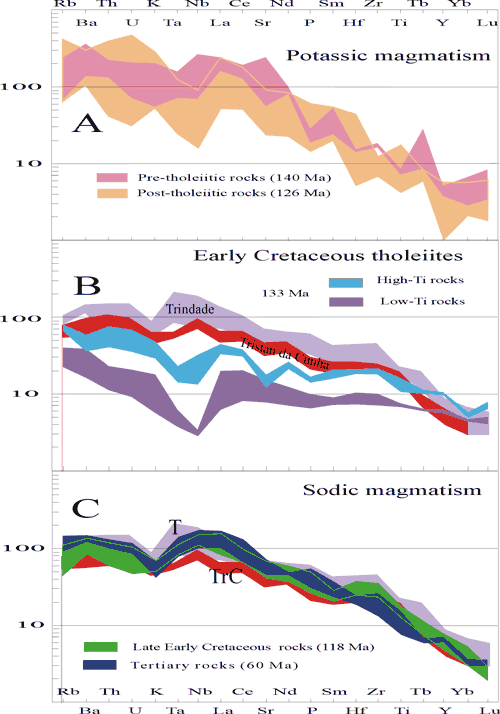 Rb Th K Nb Ce Nd Sm Zr Tb Yb
Ba U Ta La Sr P Hf Ti Y Lu
Potassic magmatism
100
A
10
Pre-tholeiitic rocks (140 Ma)
Post-tholeiitic rocks (126 Ma)
Early Cretaceous tholeiites
B
High-Ti rocks
133 Ma
Low-Ti rocks
Trindade
100
Tristan da Cunha
10
Sodic magmatism
C
T
100
TrC
10
Late Early Cretaceous rocks (118 Ma)
Tertiary rocks (60 Ma)
Rb Th K Nb Ce Nd Sm Zr Tb Yb
Ba U Ta La Sr P Hf Ti Y Lu